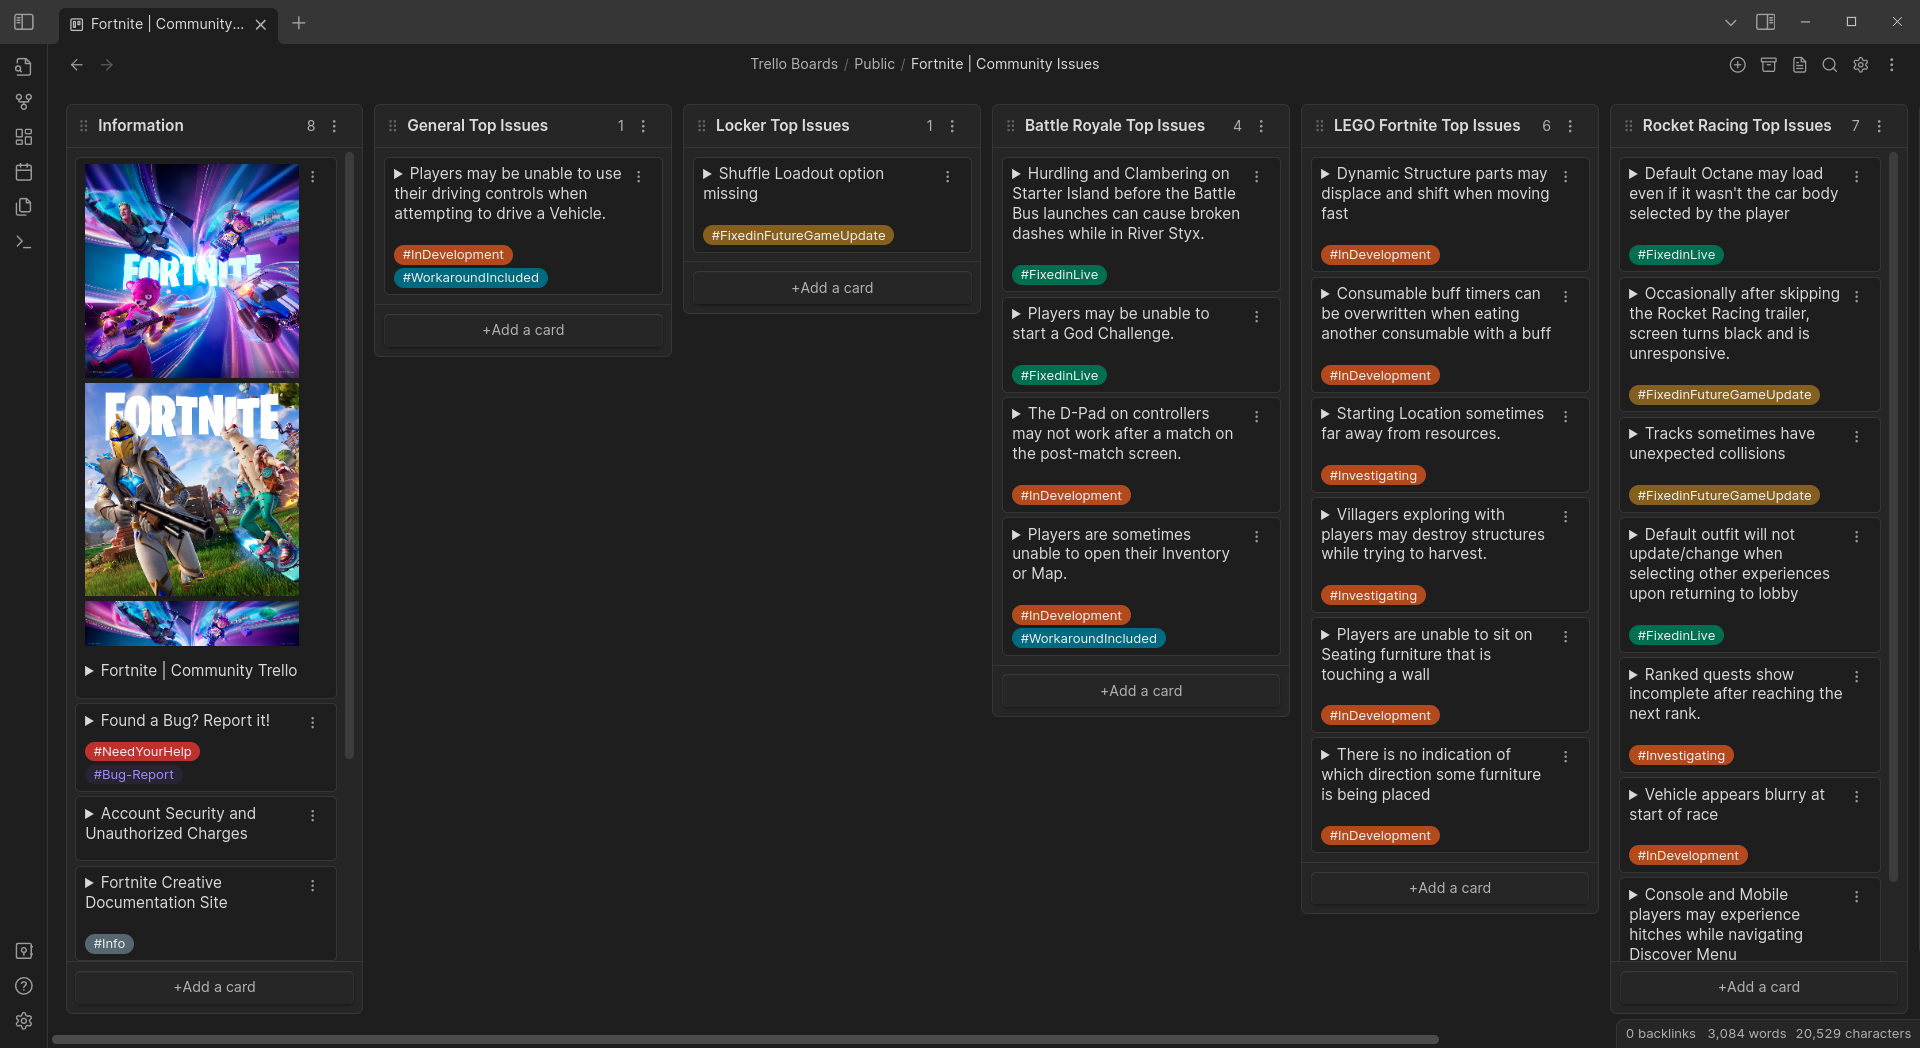 Fortnite | Community...
Trello Boards / Public / Fortnite | Community Issues
Information 8
FORTNITE
FORTNITE
Fortnite | Community Trello
Found a Bug? Report it!
#NeedYourHelp
#Bug-Report
Account Security and
Unauthorized Charges
Fortnite Creative
Documentation Site
#Info
+Add a card
General Top Issues 1
Players may be unable to use
their driving controls when
attempting to drive a Vehicle.
#InDevelopment
#WorkaroundIncluded
+Add a card
Locker Top Issues 1
Shuffle Loadout option
missing
#FixedinFutureGameUpdate
+Add a card
Battle Royale Top Issues 4
Hurdling and Clambering on
Starter Island before the Battle
Bus launches can cause broken
dashes while in River Styx.
#FixedinLive
Players may be unable to
start a God Challenge.
#FixedinLive
The D-Pad on controllers
may not work after a match on
the post-match screen.
#InDevelopment
Players are sometimes
unable to open their Inventory
or Map.
#InDevelopment
#WorkaroundIncluded
+Add a card
LEGO Fortnite Top Issues 6
Dynamic Structure parts may
displace and shift when moving
fast
#InDevelopment
Consumable buff timers can
be overwritten when eating
another consumable with a buff
#InDevelopment
Starting Location sometimes
far away from resources.
#Investigating
Villagers exploring with
players may destroy structures
while trying to harvest.
#Investigating
Players are unable to sit on
Seating furniture that is
touching a wall
#InDevelopment
There is no indication of
which direction some furniture
is being placed
#InDevelopment
+Add a card
Rocket Racing Top Issues 7
Default Octane may load
even if it wasn't the car body
selected by the player
#FixedinLive
Occasionally after skipping
the Rocket Racing trailer,
screen turns black and is
unresponsive.
#FixedinFutureGameUpdate
Tracks sometimes have
unexpected collisions
#FixedinFutureGameUpdate
Default outfit will not
update/change when
selecting other experiences
upon returning to lobby
#FixedinLive
Ranked quests show
incomplete after reaching the
next rank.
#Investigating
Vehicle appears blurry at
start of race
#InDevelopment
Console and Mobile
players may experience
hitches while navigating
Discover Menu
+Add a card
0 backlinks 3,084 words 20,529 characters